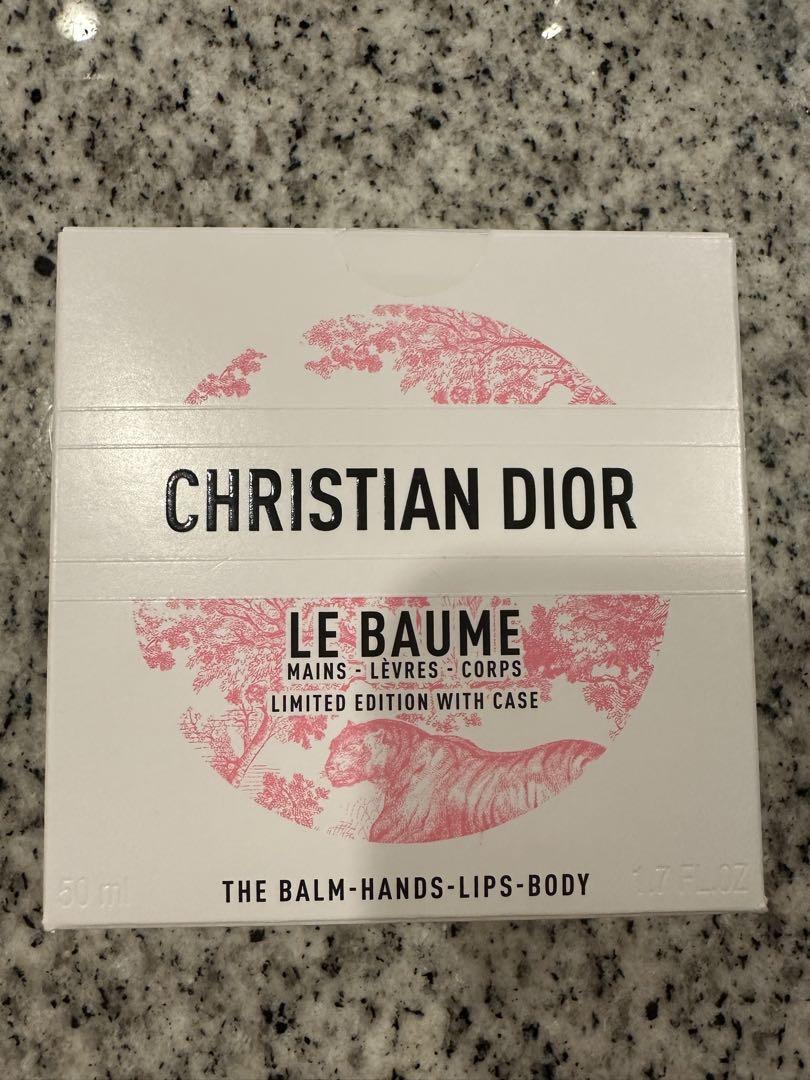 CHRISTIAN DIOR
LE BAUME
MAINS - LÈVRES - CORPS
LIMITED EDITION WITH CASE
50 ml
THE BALM-HANDS-LIPS-BODY
1.7 FL.OZ